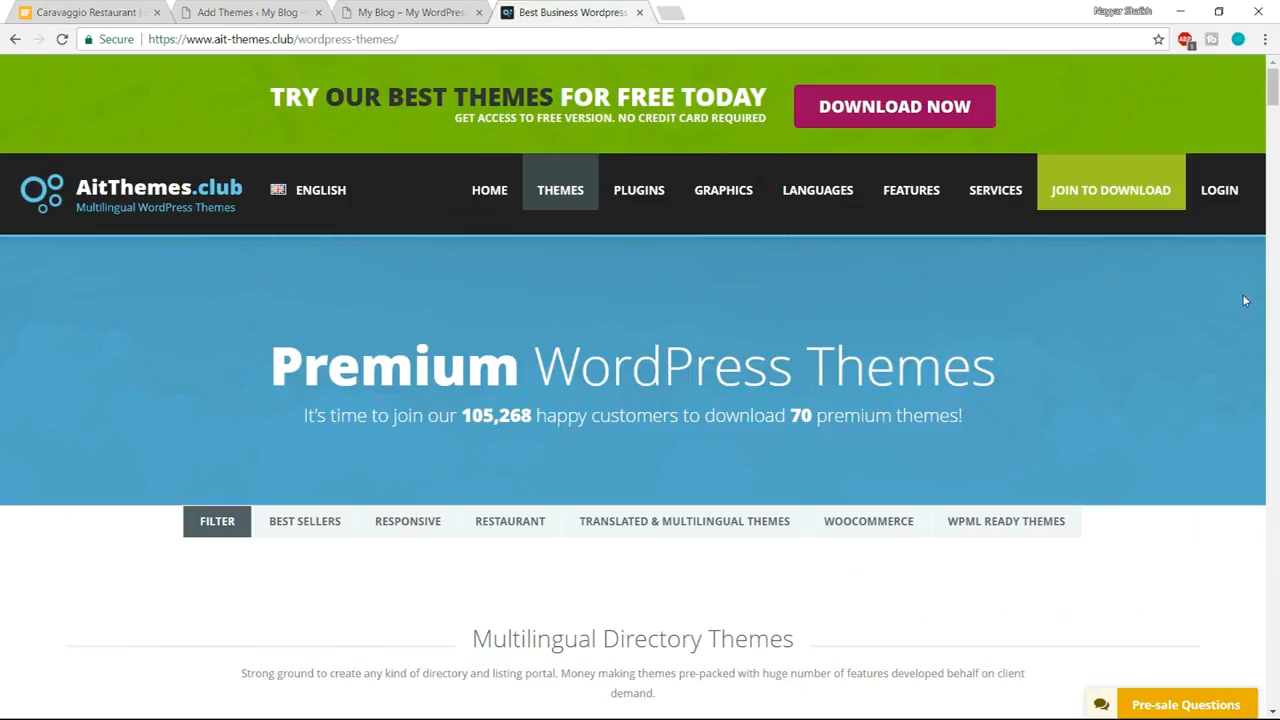 Caravaggio Restaurant |
Add Themes ‹ My Blog —
My Blog – My WordPress
Best Business Wordpress
Nayyar Shaikh
Secure
https://www.ait-themes.club/wordpress-themes/
TRY OUR BEST THEMES FOR FREE TODAY
GET ACCESS TO FREE VERSION. NO CREDIT CARD REQUIRED
DOWNLOAD NOW
AitThemes.club
Multilingual WordPress Themes
ENGLISH
HOME
THEMES
PLUGINS
GRAPHICS
LANGUAGES
FEATURES
SERVICES
JOIN TO DOWNLOAD
LOGIN
Premium WordPress Themes
It's time to join our 105,268 happy customers to download 70 premium themes!
FILTER
BEST SELLERS
RESPONSIVE
RESTAURANT
TRANSLATED & MULTILINGUAL THEMES
WOOCOMMERCE
WPML READY THEMES
Multilingual Directory Themes
Strong ground to create any kind of directory and listing portal. Money making themes pre-packed with huge number of features developed behalf on client
demand.
Pre-sale Questions